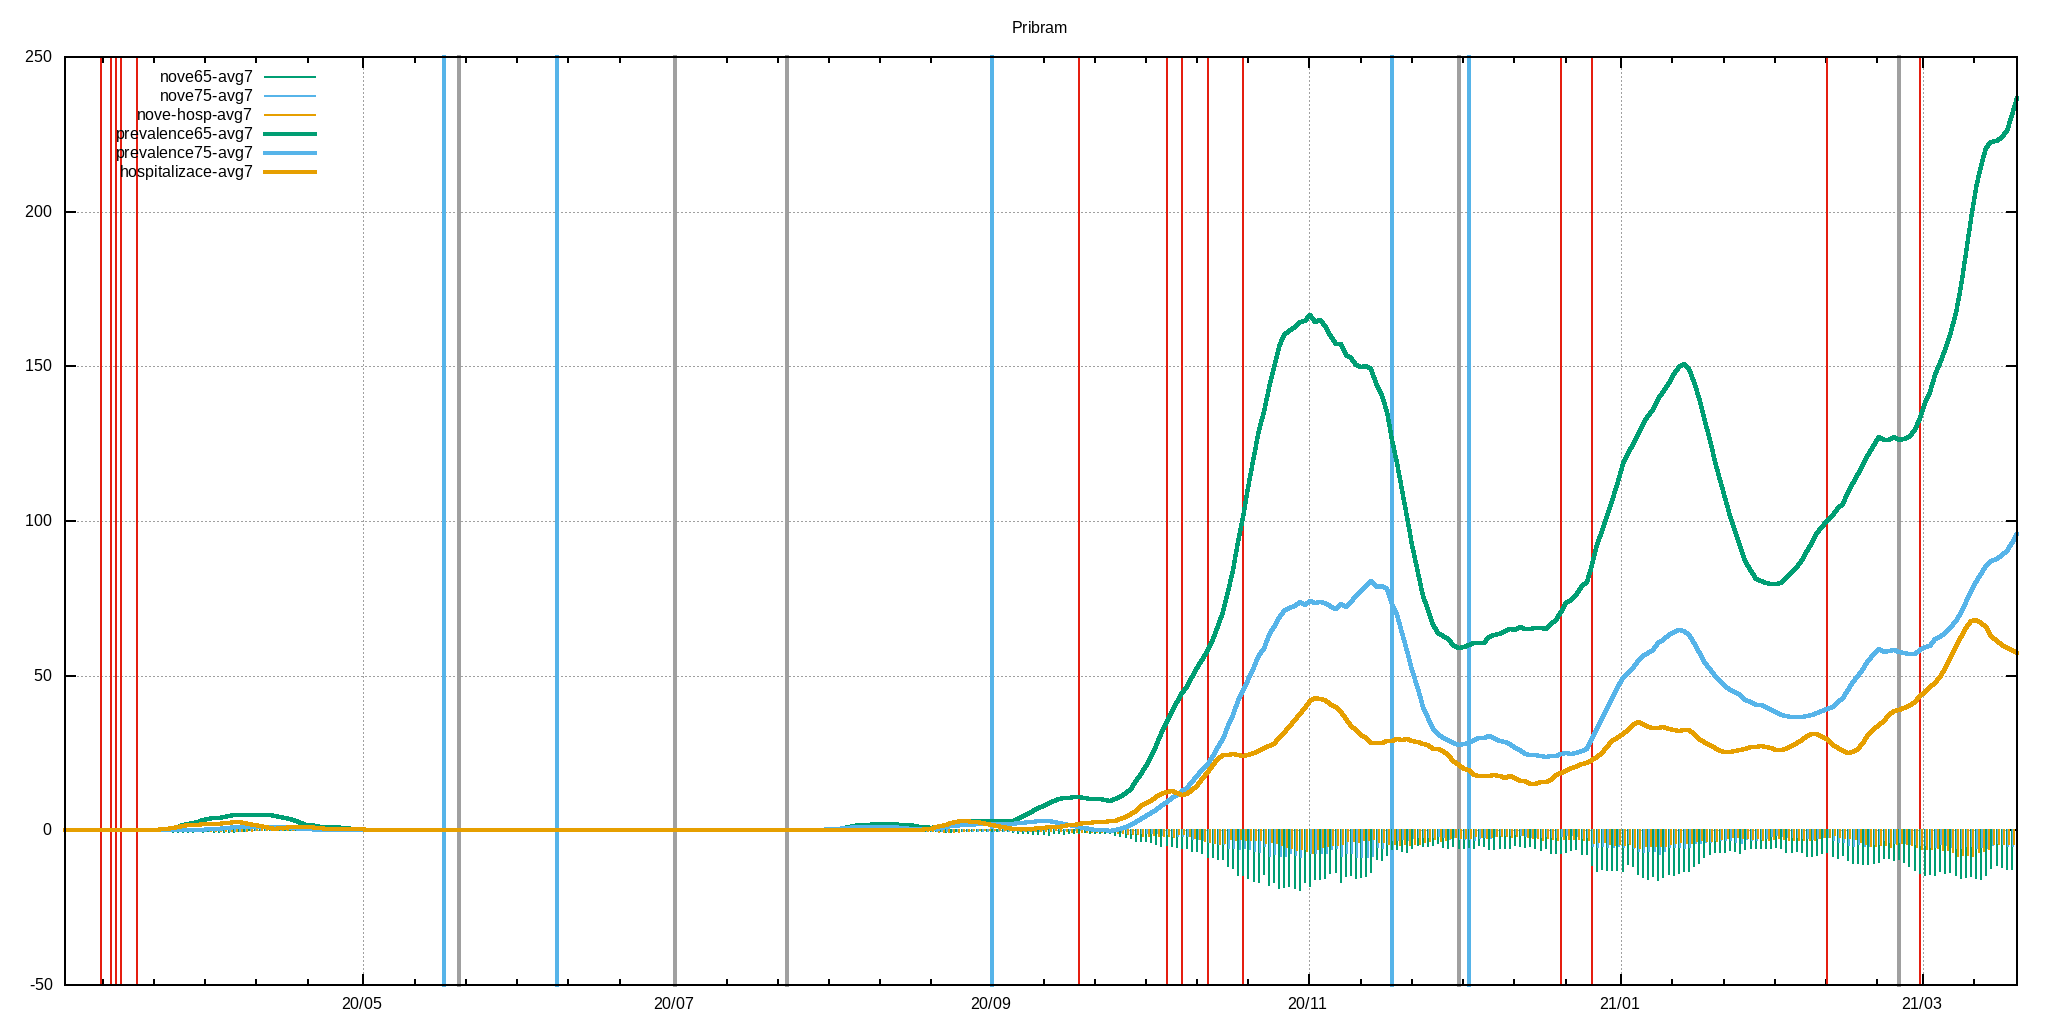 Pribram
250
nove65-avg7
nove75-avg7
nove-hosp-avg7
prevalence65-avg7
prevalence75-avg7
hospitalizace-avg7
200
150
100
50
0
-50
20/05 20/07 20/09 20/11 21/01 21/03